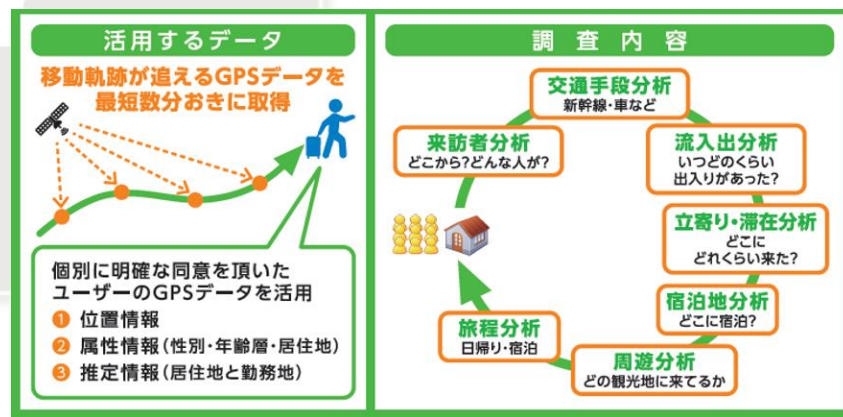 活用するデータ
移動軌跡が追えるGPSデータを
最短数分おきに取得
個別に明確な同意を頂いた
ユーザーのGPSデータを活用
1 位置情報
2 属性情報(性別・年齢層・居住地)
3 推定情報(居住地と勤務地)
調査内容
交通手段分析
新幹線・車など
来訪者分析
どこから?どんな人が?
流入出分析
いつどのくらい
出入りがあった?
立寄り・滞在分析
どこに
どれくらい来た?
宿泊地分析
どこに宿泊?
周遊分析
どの観光地に来てるか
旅程分析
日帰り・宿泊